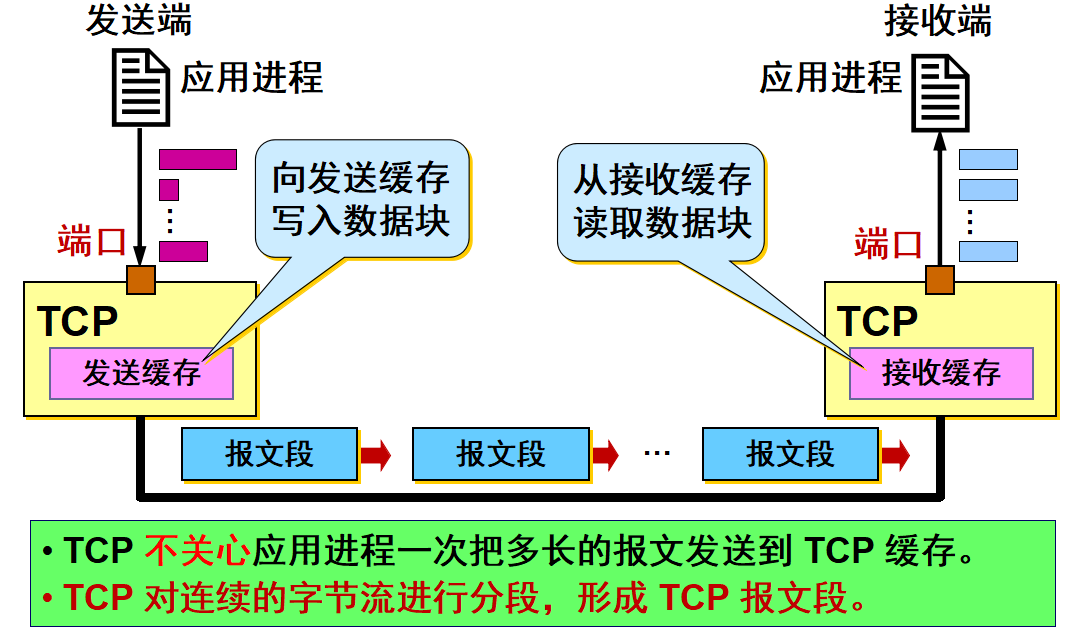 发送端
接收端
应用进程
应用进程
向发送缓存
写入数据块
从接收缓存
读取数据块
端口
端口
TCP
TCP
发送缓存
接收缓存
报文段
报文段
…
报文段
• TCP 不关心应用进程一次把多长的报文发送到 TCP 缓存。
• TCP 对连续的字节流进行分段，形成 TCP 报文段。